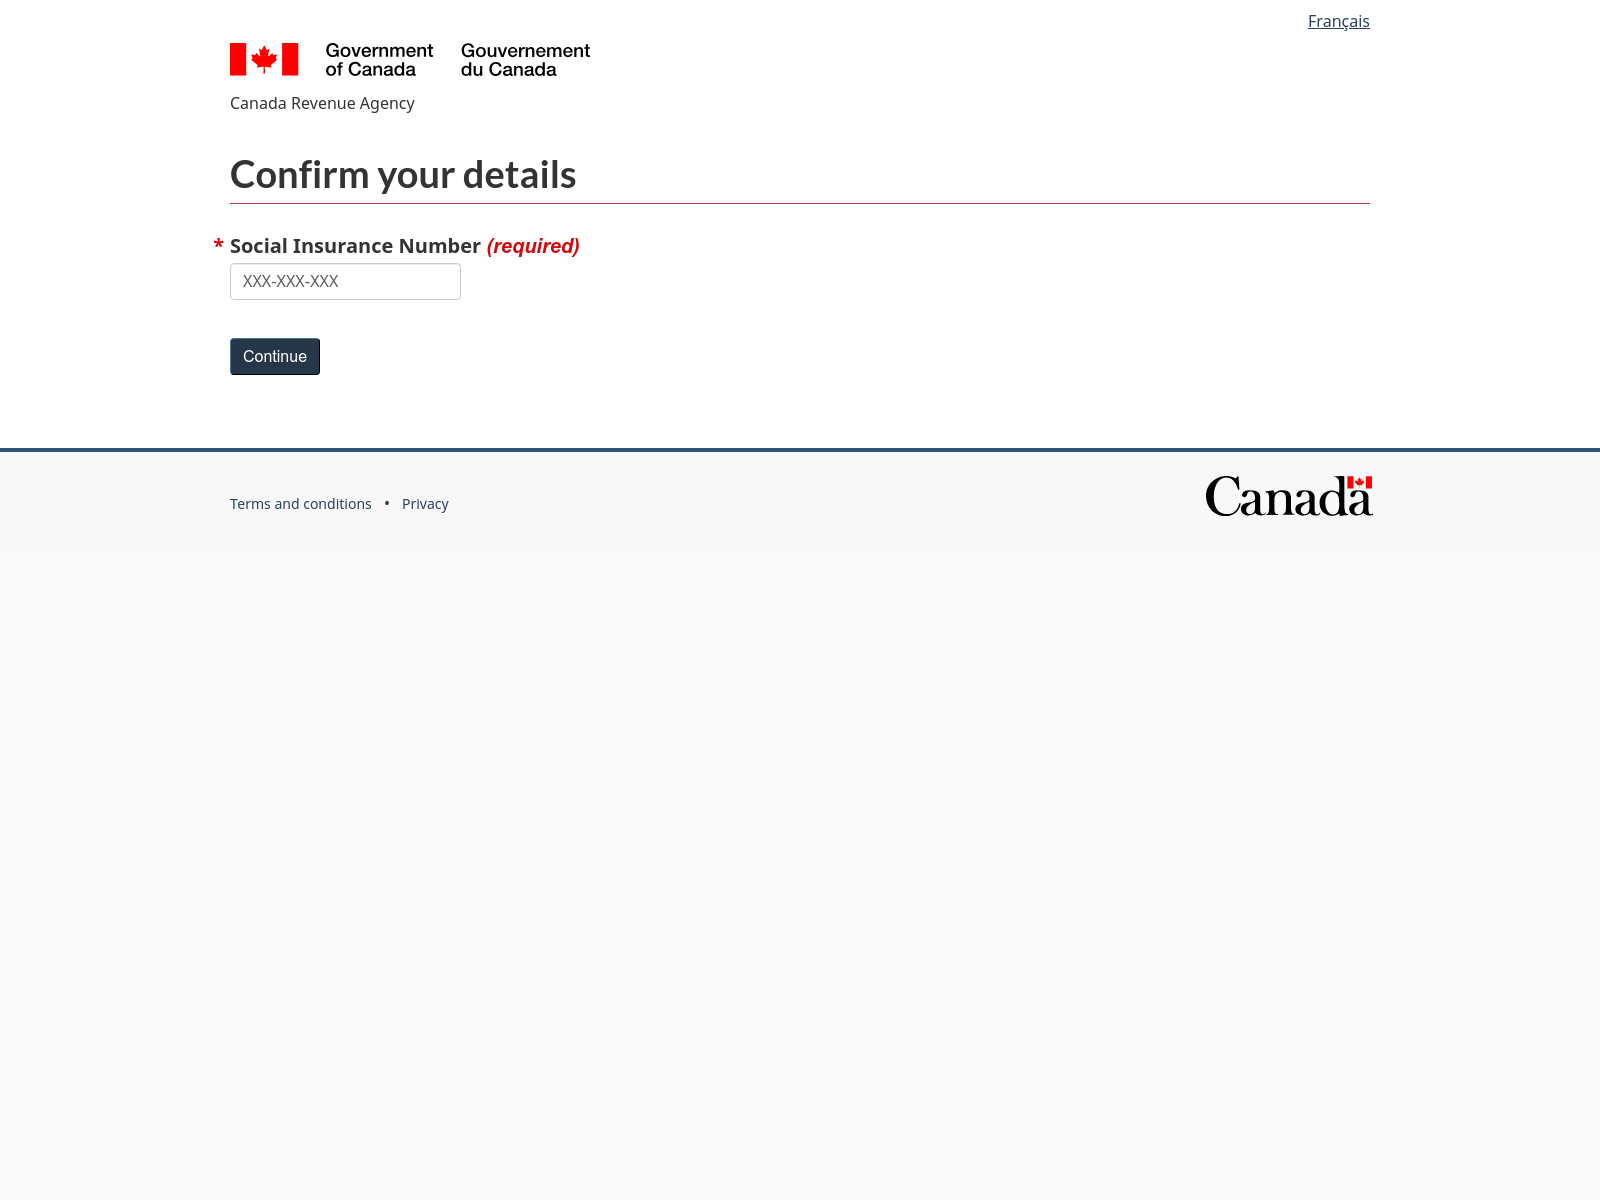 Français
Government of Canada
Gouvernement du Canada
Canada Revenue Agency
Confirm your details
* Social Insurance Number (required)
XXX-XXX-XXX
Continue
Terms and conditions • Privacy
Canada